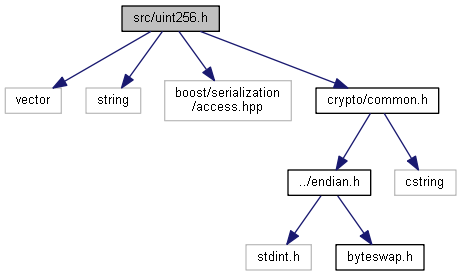 src/uint256.h
vector
string
boost/serialization
/access.hpp
crypto/common.h
../endian.h
cstring
stdint.h
byteswap.h